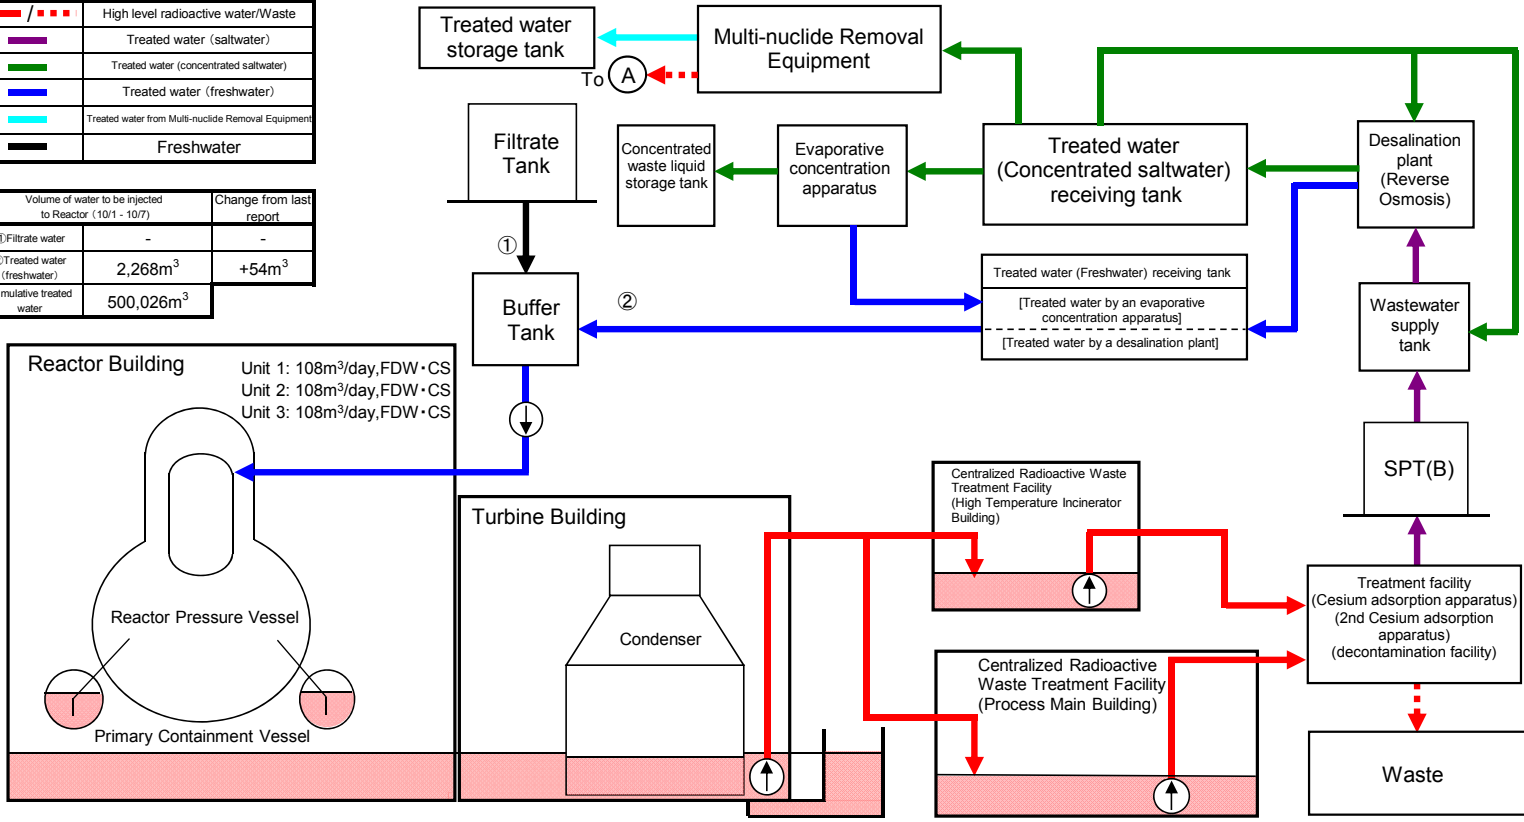 /
High level radioactive water/Waste
Treated water (saltwater)
Treated water (concentrated saltwater)
Treated water (freshwater)
Treated water from Multi-nuclide Removal Equipment
Freshwater
Volume of water to be injected
to Reactor (10/1 - 10/7)
Change from last
report
①Filtrate water
-
-
②Treated water
(freshwater)
2,268m³
+54m³
mulative treated
water
500,026m³
Treated water
storage tank
Multi-nuclide Removal
Equipment
To A
Filtrate
Tank
①
Concentrated
waste liquid
storage tank
Evaporative
concentration
apparatus
Treated water
(Concentrated saltwater)
receiving tank
Desalination
plant
(Reverse
Osmosis)
Buffer
Tank
②
Treated water (Freshwater) receiving tank
[Treated water by an evaporative
concentration apparatus]
[Treated water by a desalination plant]
Wastewater
supply
tank
Reactor Building
Unit 1: 108m³/day,FDW・CS
Unit 2: 108m³/day,FDW・CS
Unit 3: 108m³/day,FDW・CS
SPT(B)
Reactor Pressure Vessel
Primary Containment Vessel
Turbine Building
Condenser
Centralized Radioactive Waste
Treatment Facility
(High Temperature Incinerator
Building)
Centralized Radioactive
Waste Treatment Facility
(Process Main Building)
Treatment facility
(Cesium adsorption apparatus)
(2nd Cesium adsorption
apparatus)
(decontamination facility)
Waste